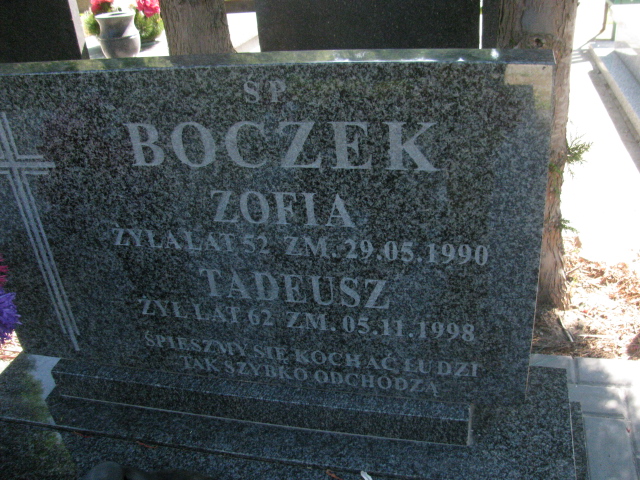 Ś.P.
BOCZEK
ZOFIA
ŻYŁA LAT 52 ZM. 29.05.1990
TADEUSZ
ŻYŁ LAT 62 ZM. 05.11.1998
ŚPIESZMY SIĘ KOCHAĆ LUDZI
TAK SZYBKO ODCHODZĄ